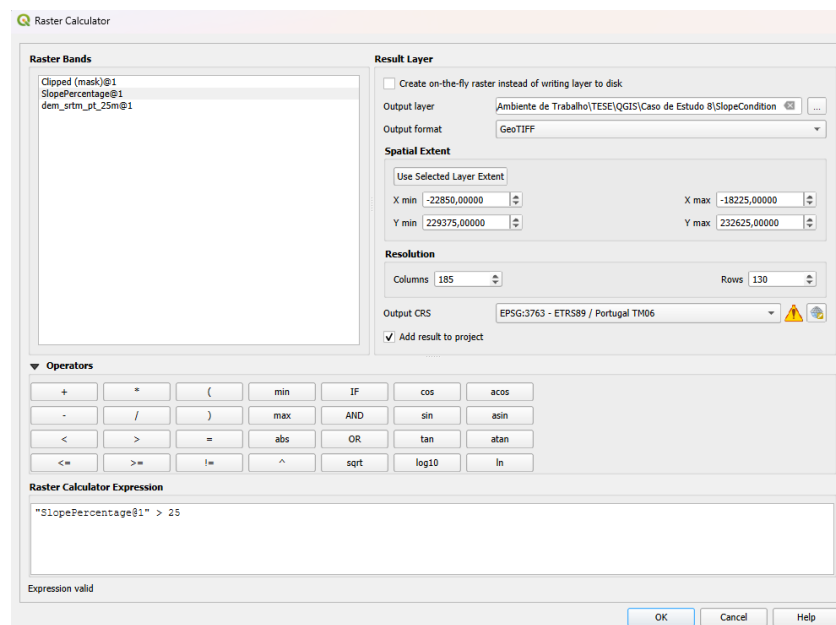 Raster Calculator
Raster Bands
Clipped (mask)@1
SlopePercentage@1
dem_srtm_pt_25m@1
Result Layer
Create on-the-fly raster instead of writing layer to disk
Output layer Ambiente de Trabalho\TESE\QGIS\Caso de Estudo 8\SlopeCondition ...
Output format GeoTIFF
Spatial Extent
Use Selected Layer Extent
X min -22850,00000 X max -18225,00000
Y min 229375,00000 Y max 232625,00000
Resolution
Columns 185 Rows 130
Output CRS EPSG:3763 - ETRS89 / Portugal TM06
Add result to project
Operators
+ * ( min IF cos acos
- / ) max AND sin asin
< > = abs OR tan atan
<= >= != ^ sqrt log10 ln
Raster Calculator Expression
"SlopePercentage@1" > 25
Expression valid
OK Cancel Help